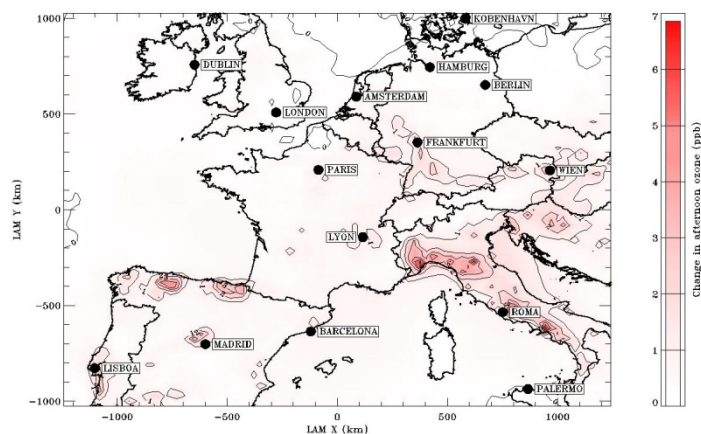 1000
KOBENHAVN
7
DUBLIN
HAMBURG
BERLIN
6
AMSTERDAM
500
LONDON
5
FRANKFURT
PARIS
WIEN
4
LAM Y (km)
0
LYON
3
Change in afternoon ozone (ppb)
-500
2
ROMA
BARCELONA
MADRID
LISBOA
1
PALERMO
-1000
0
-1000
-500
0
500
1000
LAM X (km)